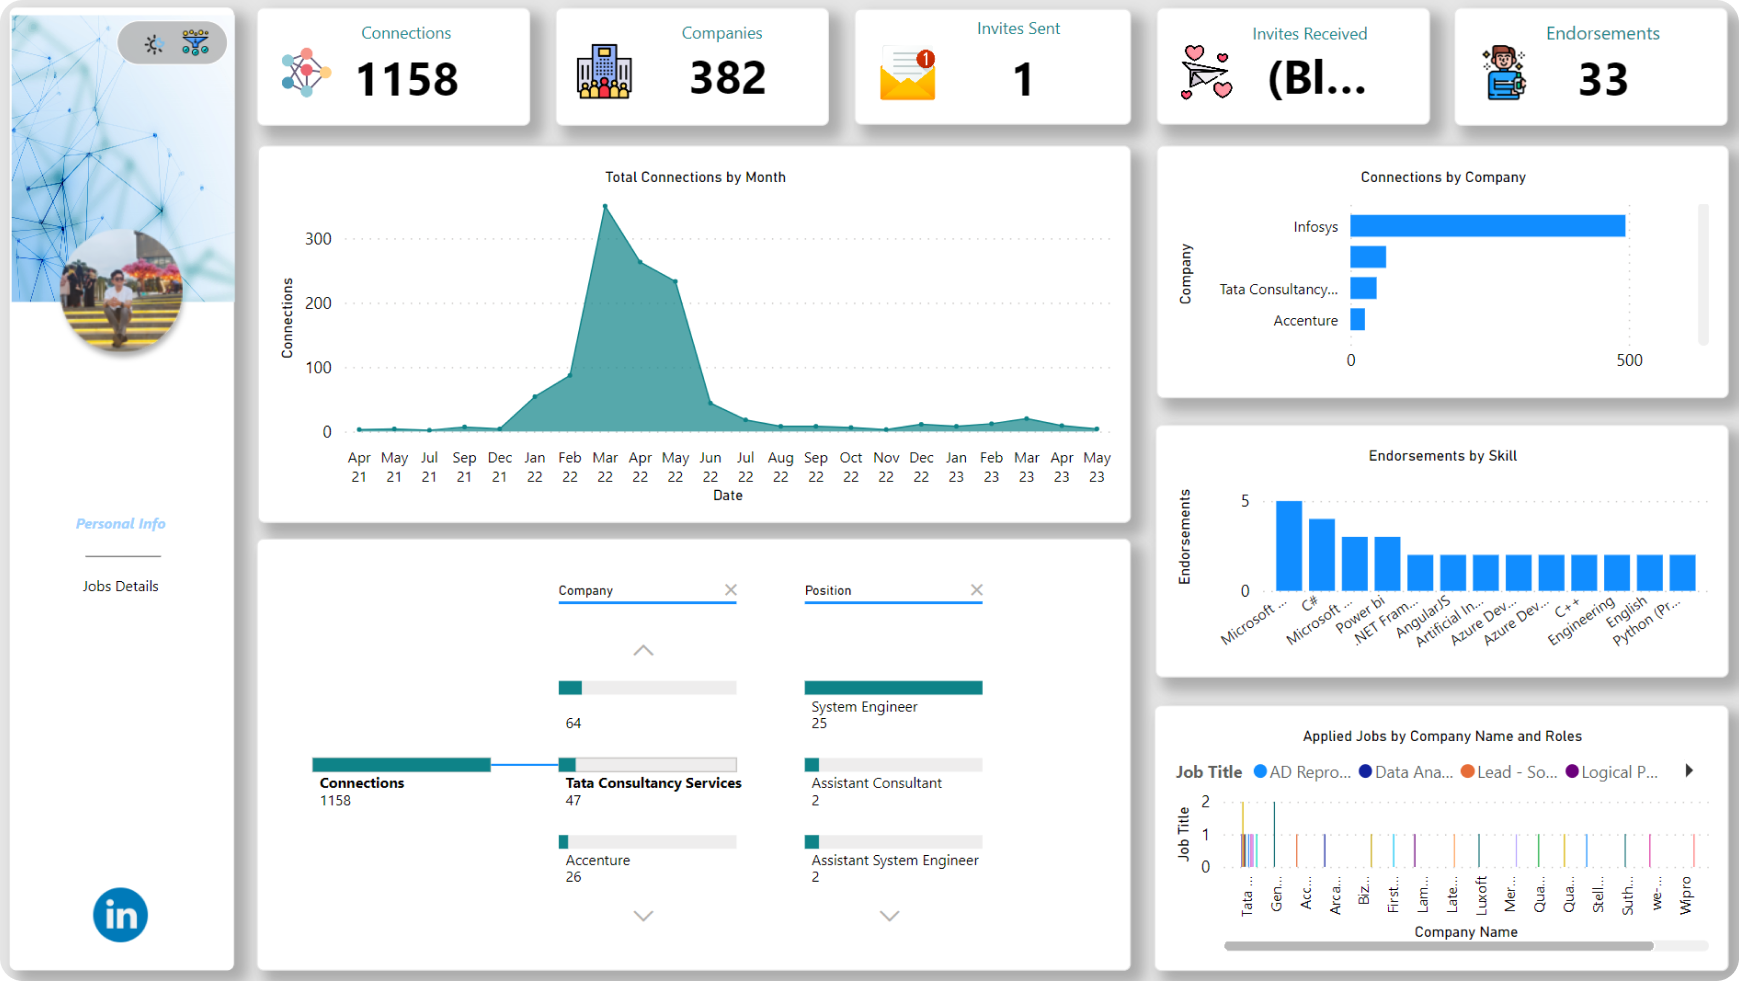 Connections
1158
Companies
382
Invites Sent
1
1
Invites Received
(Bl...
Endorsements
33
Personal Info
Jobs Details
in
Total Connections by Month
Connections
300
200
100
0
Apr May Jul Sep Dec Jan Feb Mar Apr May Jun Jul Aug Sep Oct Nov Dec Jan Feb Mar Apr May
21 21 21 21 21 22 22 22 22 22 22 22 22 22 22 22 22 23 23 23 23 23
Date
Connections by Company
Company
Infosys
Tata Consultancy...
Accenture
0 500
Endorsements by Skill
Endorsements
5
0
Microsoft ...
C#
Microsoft ...
Power bi
.NET Fram...
AngularJS
Artificial In...
Azure Dev...
Azure Dev...
C++
Engineering
English
Python (Pr...
Company
Position
64
System Engineer
25
Connections
1158
Tata Consultancy Services
47
Assistant Consultant
2
Accenture
26
Assistant System Engineer
2
Applied Jobs by Company Name and Roles
Job Title AD Repro... Data Ana... Lead - So... Logical P...
Job Title
2
1
0
Tata ...
Gen...
Acc...
Arca...
Biz...
First...
Lam...
Late...
Luxoft
Mer...
Qua...
Qua...
Stell...
Suth...
we-...
Wipro
Company Name